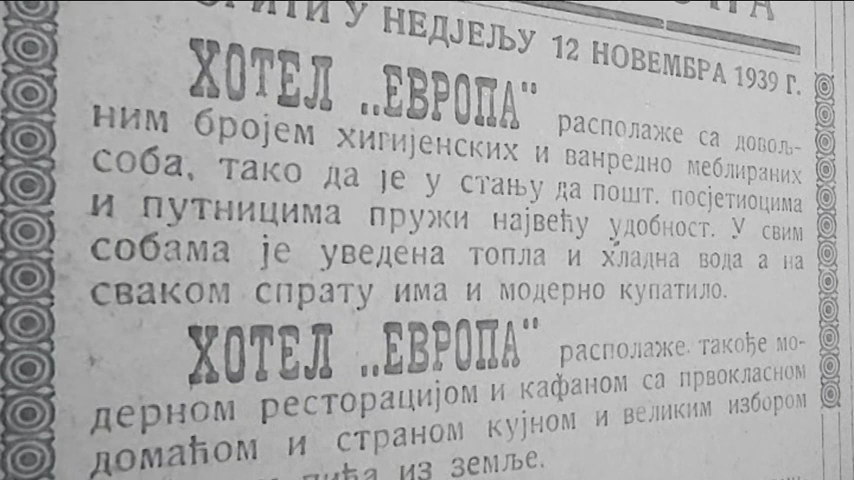 У НЕДЈЕЉУ 12 НОВЕМБРА 1939 Г.
ХОТЕЛ „ЕВРОПА“ располаже са довољ-
ним бројем хигијенских и ванредно меблираних
соба, тако да је у стању да пошт. посјетиоцима
и путницима пружи највећу удобност. У свим
собама је уведена топла и хладна вода а на
сваком спрату има и модерно купатило.
ХОТЕЛ „ЕВРОПА“ располаже. такође мо-
дерном ресторацијом и кафаном са првокласном
домаћом и страном кујном и великим избором
пића из земље.